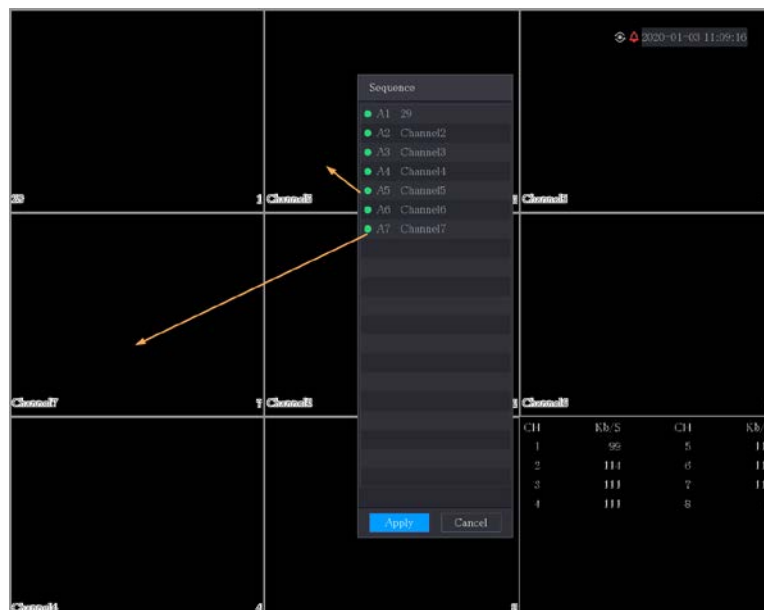 2020-01-03 11:09:16
Sequence
A1 29
A2 Channel2
A3 Channel3
A4 Channel4
A5 Channel5
A6 Channel6
A7 Channel7
29 1
Channel7
CH Kb/S CH
1 99 5
2 114 6
3 111 7
4 111 8
Apply Cancel
4